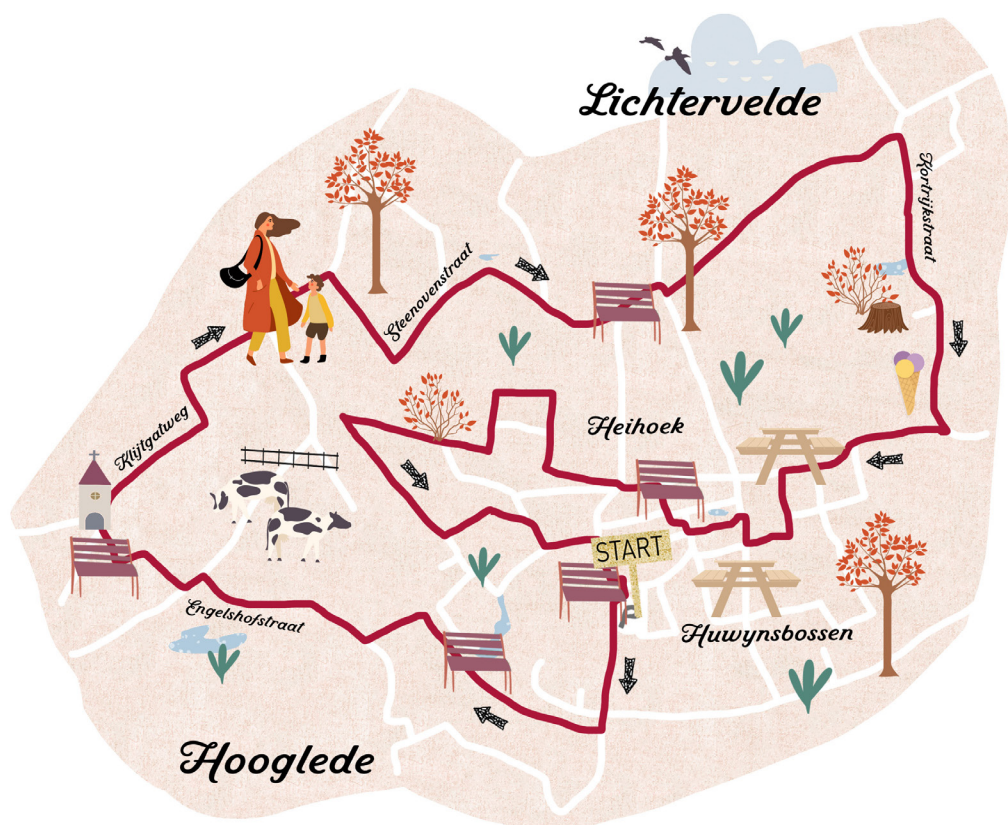 Lichtervelde
Kortrijkstraat
Steenovenstraat
Klijtgatweg
Heihoek
START
Engelshofstraat
Huwynsbossen
Hooglede